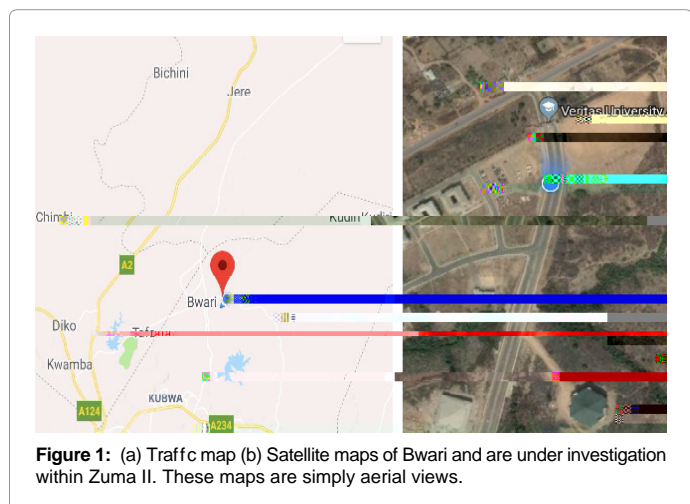 Bichini
Jere
Veritas University
A2
Bwari
Diko
Kwamba
KUBWA
A124
A234
Figure 1: (a) Traffc map (b) Satellite maps of Bwari and are under investigation
within Zuma II. These maps are simply aerial views.